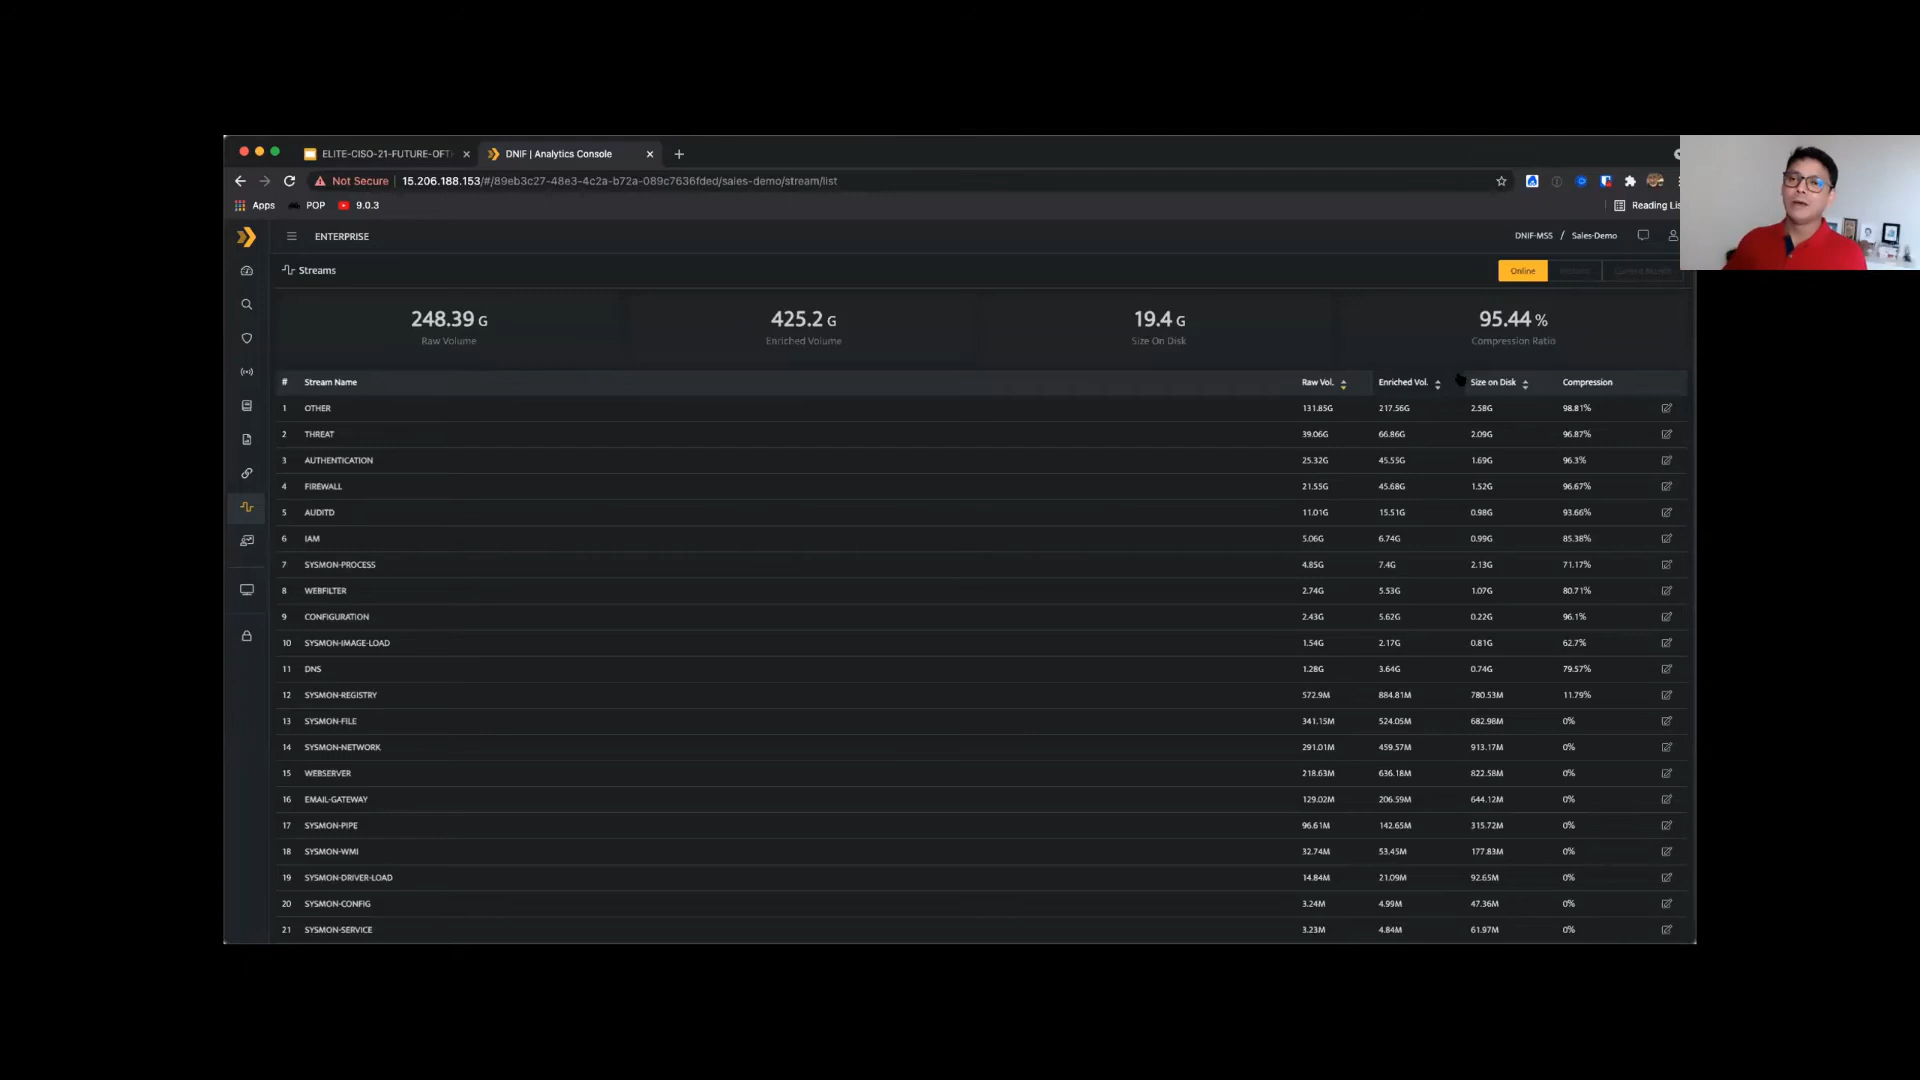 ELITE-CISO-21-FUTURE-OFT
DNIF | Analytics Console
Not Secure 15.206.188.153/#/89eb3c27-48e3-4c2a-b72a-089c7636fded/sales-demo/stream/list
Apps POP 9.0.3 Reading Lis
ENTERPRISE DNIF-MSS / Sales-Demo
Streams Online
248.39 G 425.2 G 19.4 G 95.44 %
Raw Volume Enriched Volume Size On Disk Compression Ratio
# Stream Name Raw Vol. Enriched Vol. Size on Disk Compression
1 OTHER 131.85G 217.56G 2.58G 98.81%
2 THREAT 39.06G 66.86G 2.09G 96.87%
3 AUTHENTICATION 25.32G 45.55G 1.69G 96.3%
4 FIREWALL 21.55G 45.68G 1.52G 96.67%
5 AUDITD 11.01G 15.51G 0.98G 93.66%
6 IAM 5.06G 6.74G 0.99G 85.38%
7 SYSMON-PROCESS 4.85G 7.4G 2.13G 71.17%
8 WEBFILTER 2.74G 5.53G 1.07G 80.71%
9 CONFIGURATION 2.43G 5.62G 0.22G 96.1%
10 SYSMON-IMAGE-LOAD 1.54G 2.17G 0.81G 62.7%
11 DNS 1.28G 3.64G 0.74G 79.57%
12 SYSMON-REGISTRY 572.9M 884.81M 780.53M 11.79%
13 SYSMON-FILE 341.15M 524.05M 682.98M 0%
14 SYSMON-NETWORK 291.01M 459.57M 913.17M 0%
15 WEBSERVER 218.63M 636.18M 822.58M 0%
16 EMAIL-GATEWAY 129.02M 206.59M 644.12M 0%
17 SYSMON-PIPE 96.61M 142.65M 315.72M 0%
18 SYSMON-WMI 32.74M 53.45M 177.83M 0%
19 SYSMON-DRIVER-LOAD 14.84M 21.09M 92.65M 0%
20 SYSMON-CONFIG 3.24M 4.99M 47.36M 0%
21 SYSMON-SERVICE 3.23M 4.84M 61.97M 0%